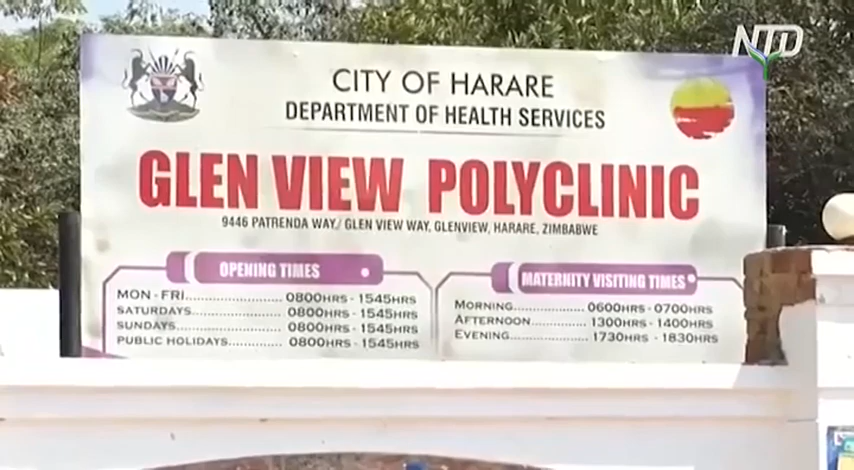 NTD
CITY OF HARARE
DEPARTMENT OF HEALTH SERVICES
GLEN VIEW POLYCLINIC
9446 PATRENDA WAY/ GLEN VIEW WAY, GLENVIEW, HARARE, ZIMBABWE
OPENING TIMES
MON - FRI........................ 0800HRS - 1545HRS
SATURDAYS........................ 0800HRS - 1545HRS
SUNDAYS........................... 0800HRS - 1545HRS
PUBLIC HOLIDAYS............. 0800HRS - 1545HRS
MATERNITY VISITING TIMES
MORNING.................. 0600HRS - 0700HRS
AFTERNOON.............. 1300HRS - 1400HRS
EVENING.................... 1730HRS - 1830HRS